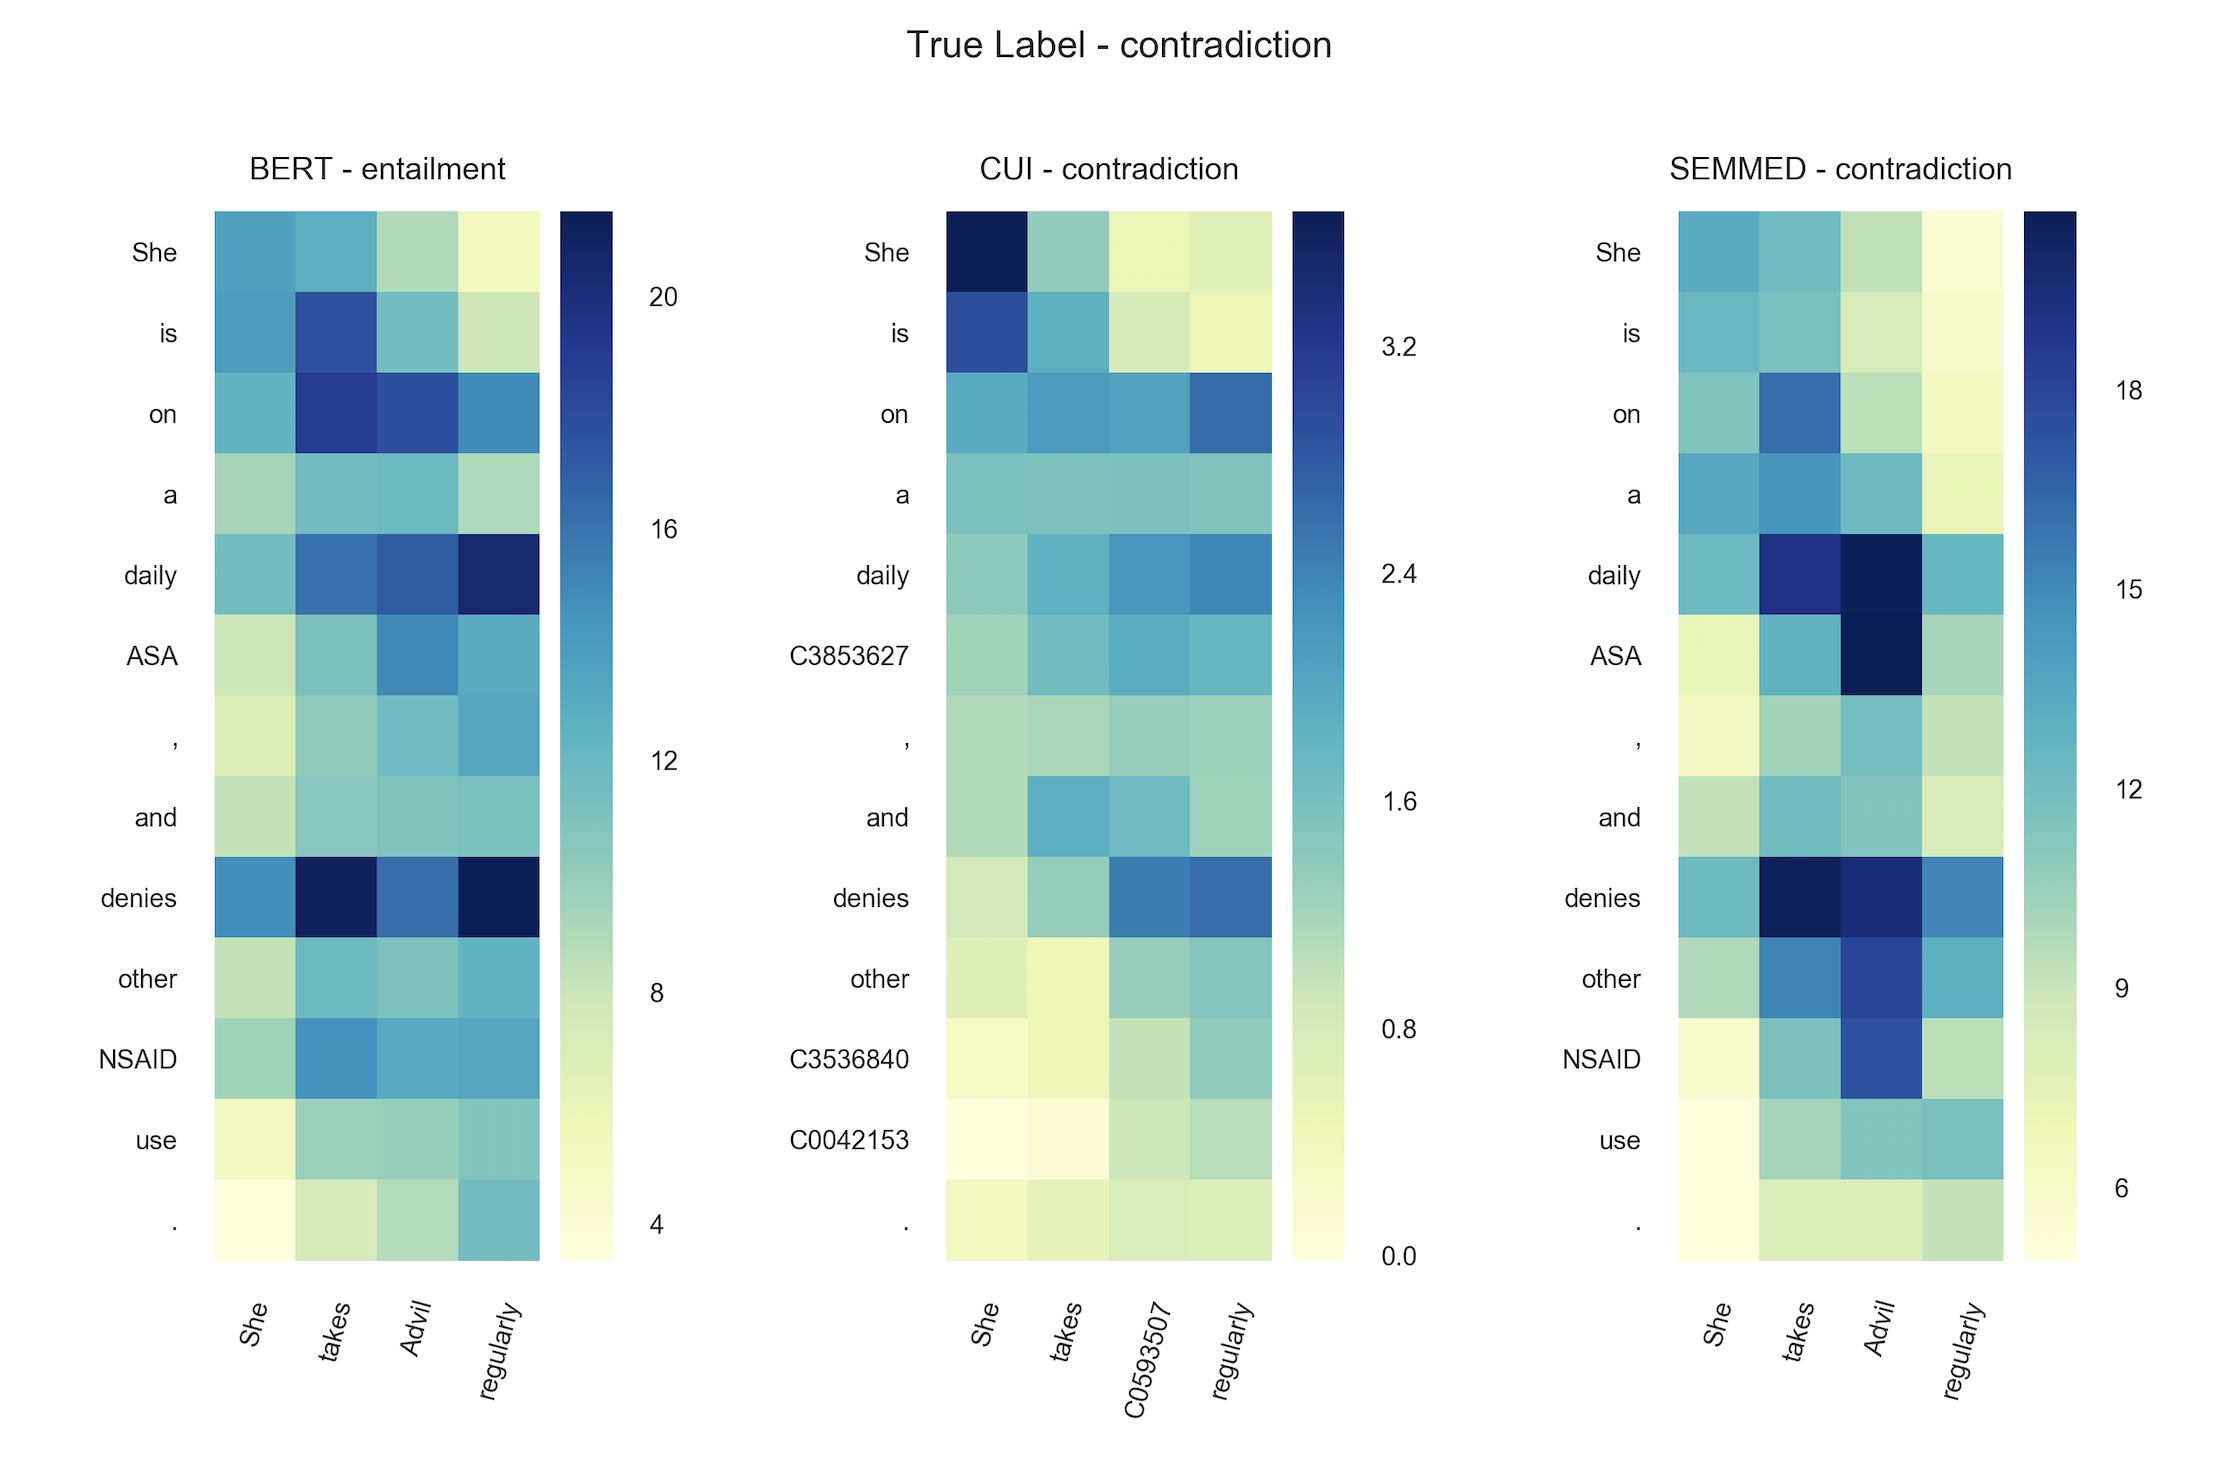 True Label - contradiction
BERT - entailment
She
is
on
a
daily
ASA
,
and
denies
other
NSAID
use
.
She
takes
Advil
regularly
20
16
12
8
4
CUI - contradiction
She
is
on
a
daily
C3853627
,
and
denies
other
C3536840
C0042153
.
She
takes
C0593507
regularly
3.2
2.4
1.6
0.8
0.0
SEMMED - contradiction
She
is
on
a
daily
ASA
,
and
denies
other
NSAID
use
.
She
takes
Advil
regularly
18
15
12
9
6